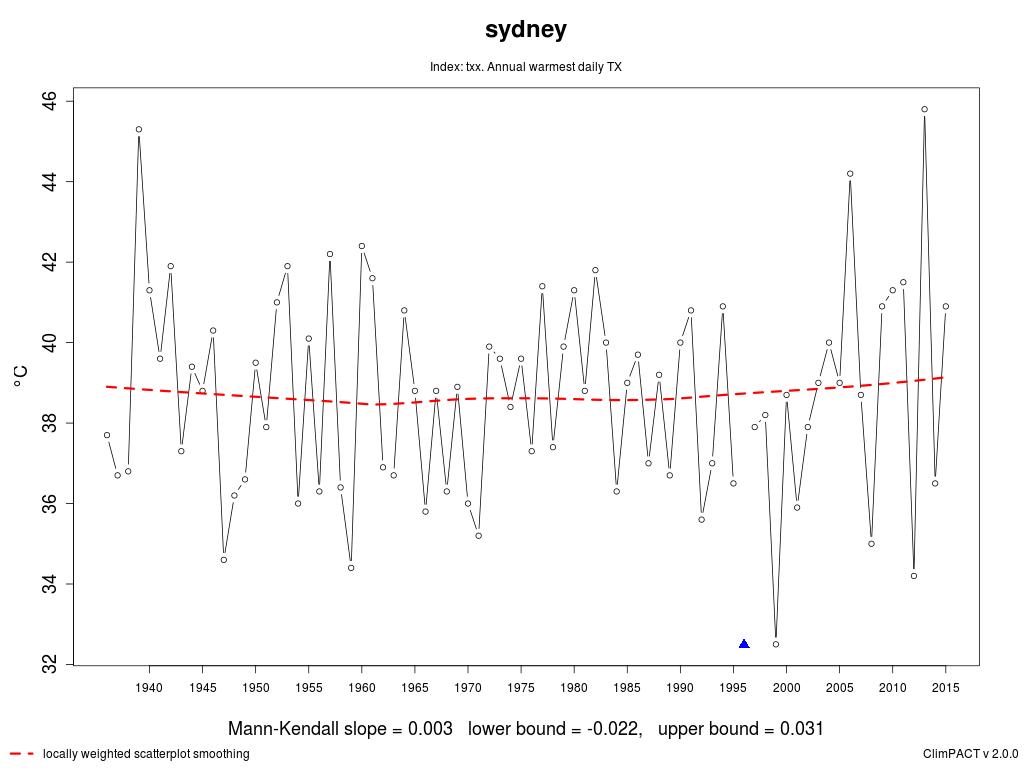 sydney
Index: txx. Annual warmest daily TX
46
44
42
40
38
36
34
32
°C
1940 1945 1950 1955 1960 1965 1970 1975 1980 1985 1990 1995 2000 2005 2010 2015
Mann-Kendall slope = 0.003 lower bound = -0.022, upper bound = 0.031
locally weighted scatterplot smoothing
ClimPACT v 2.0.0